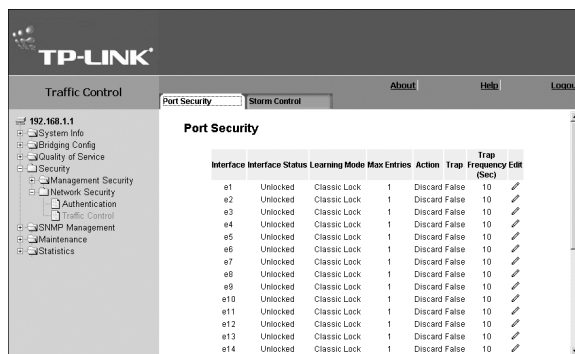 TP-LINK
Traffic Control
About
Help
Logou
Port Security
Storm Control
192.168.1.1
System Info
Bridging Config
Quality of Service
Security
Management Security
Network Security
Authentication
Traffic Control
SNMP Management
Maintenance
Statistics
Port Security
Interface Interface Status Learning Mode Max Entries Action Trap Trap Frequency (Sec) Edit
e1 Unlocked Classic Lock 1 Discard False 10
e2 Unlocked Classic Lock 1 Discard False 10
e3 Unlocked Classic Lock 1 Discard False 10
e4 Unlocked Classic Lock 1 Discard False 10
e5 Unlocked Classic Lock 1 Discard False 10
e6 Unlocked Classic Lock 1 Discard False 10
e7 Unlocked Classic Lock 1 Discard False 10
e8 Unlocked Classic Lock 1 Discard False 10
e9 Unlocked Classic Lock 1 Discard False 10
e10 Unlocked Classic Lock 1 Discard False 10
e11 Unlocked Classic Lock 1 Discard False 10
e12 Unlocked Classic Lock 1 Discard False 10
e13 Unlocked Classic Lock 1 Discard False 10
e14 Unlocked Classic Lock 1 Discard False 10